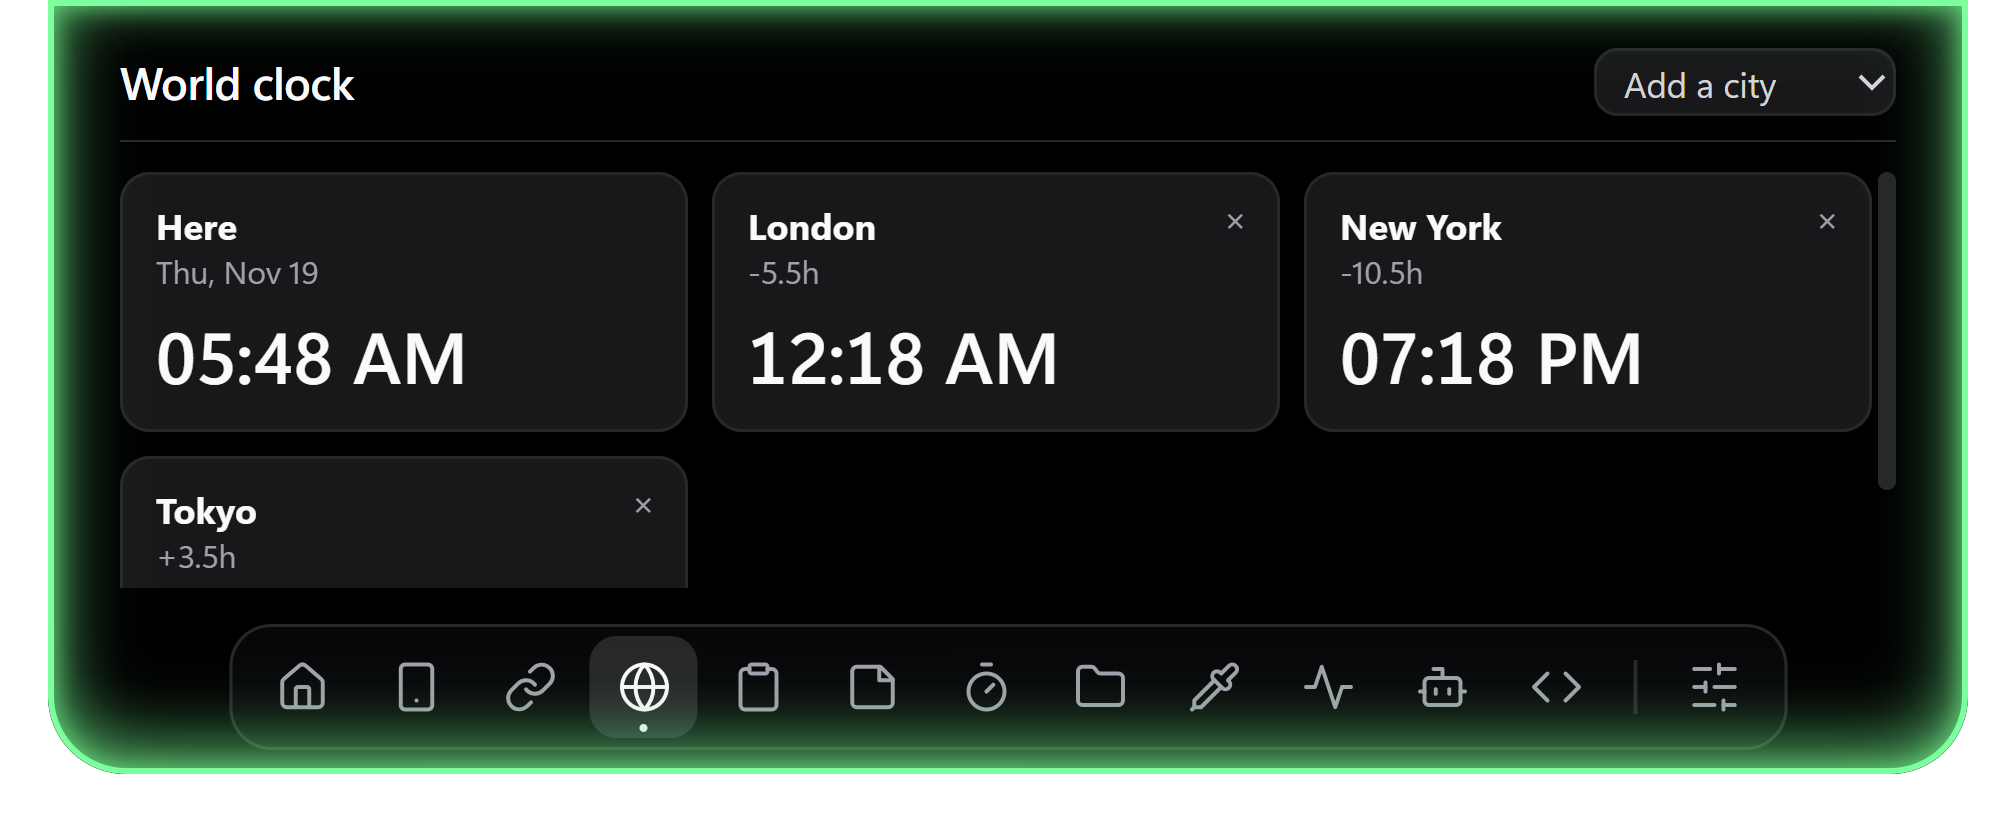 World clock
Add a city
Here
Thu, Nov 19
05:48 AM
London
-5.5h
12:18 AM
New York
-10.5h
07:18 PM
Tokyo
+3.5h